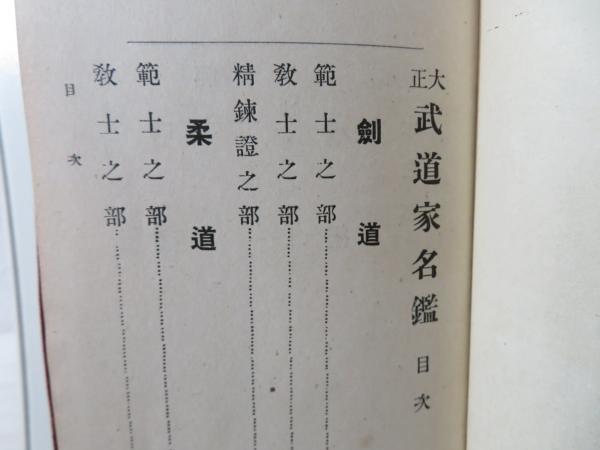 大正武道家名鑑 目次
劍道
範士之部
敎士之部
精鍊證之部
柔道
範士之部
敎士之部
目次